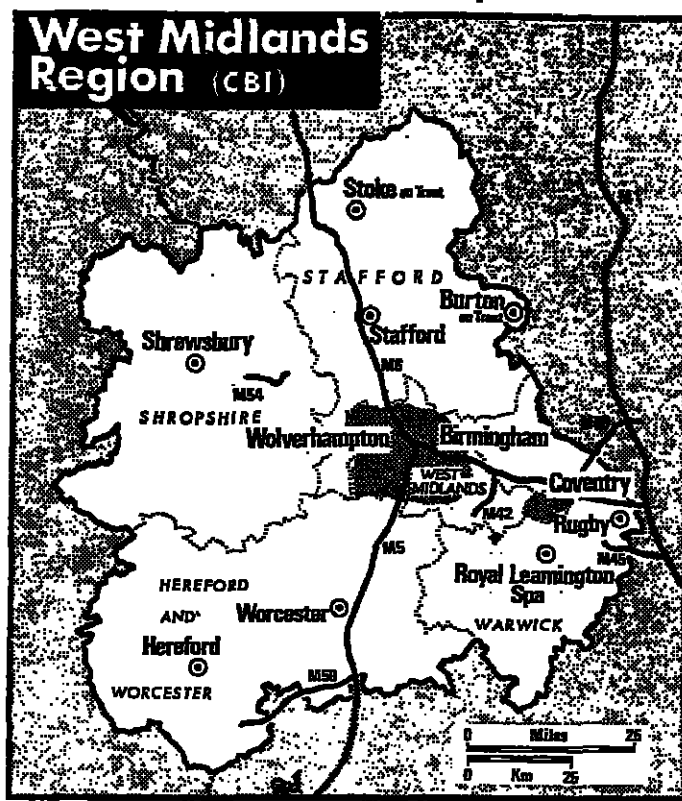 West Midlands
Region (CBI)
Stoke on Trent
STAFFORD
Burton
on Trent
Stafford
Shrewsbury
M6
M54
SHROPSHIRE
Wolverhampton
Birmingham
WEST
MIDLANDS
Coventry
M42
Rugby
M45
M5
HEREFORD
AND
Worcester
Royal Leamington
Spa
WARWICK
Hereford
M50
WORCESTER
0 Miles 25
0 Km 25